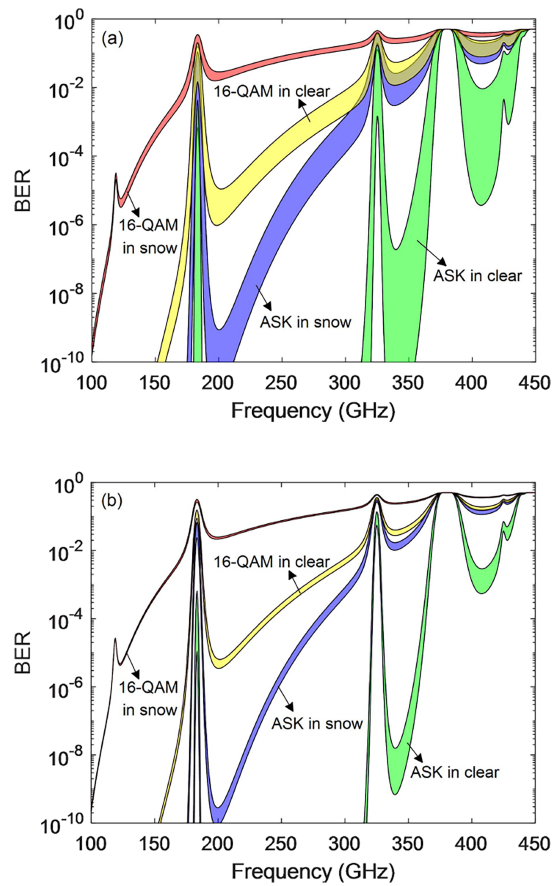 (a)
10^0
10^-2
10^-4
10^-6
10^-8
10^-10
BER
16-QAM in clear
16-QAM
in snow
ASK in clear
ASK in snow
100 150 200 250 300 350 400 450
Frequency (GHz)
(b)
10^0
10^-2
10^-4
10^-6
10^-8
10^-10
BER
16-QAM in clear
16-QAM
in snow
ASK in snow
ASK in clear
100 150 200 250 300 350 400 450
Frequency (GHz)